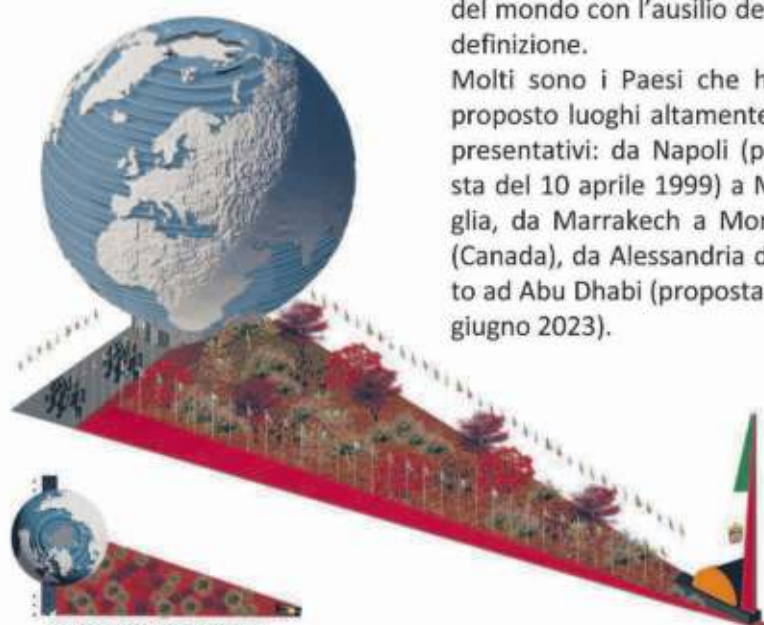 del mondo con l'ausilio de
definizione.
Molti sono i Paesi che h
proposto luoghi altamente
presentativi: da Napoli (p
sta del 10 aprile 1999) a M
glia, da Marrakech a Mor
(Canada), da Alessandria d
to ad Abu Dhabi (proposta
giugno 2023).